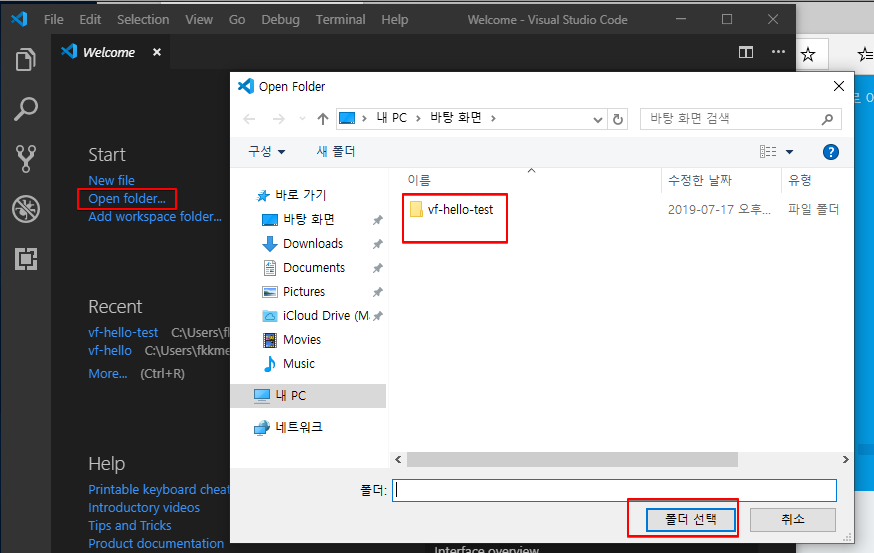 File Edit Selection View Go Debug Terminal Help Welcome - Visual Studio Code
Welcome
Open Folder
내 PC 바탕 화면 바탕 화면 검색
구성 새 폴더
이름 수정한 날짜 유형
바로 가기
바탕 화면
Downloads
Documents
Pictures
iCloud Drive (M
Movies
Music
내 PC
네트워크
vf-hello-test 2019-07-17 오후... 파일 폴더
폴더:
폴더 선택 취소
Start
New file
Open folder...
Add workspace folder...
Recent
vf-hello-test C:\Users\f
vf-hello C:\Users\fkkme
More... (Ctrl+R)
Help
Printable keyboard cheat
Introductory videos
Tips and Tricks
Product documentation
Interface overview